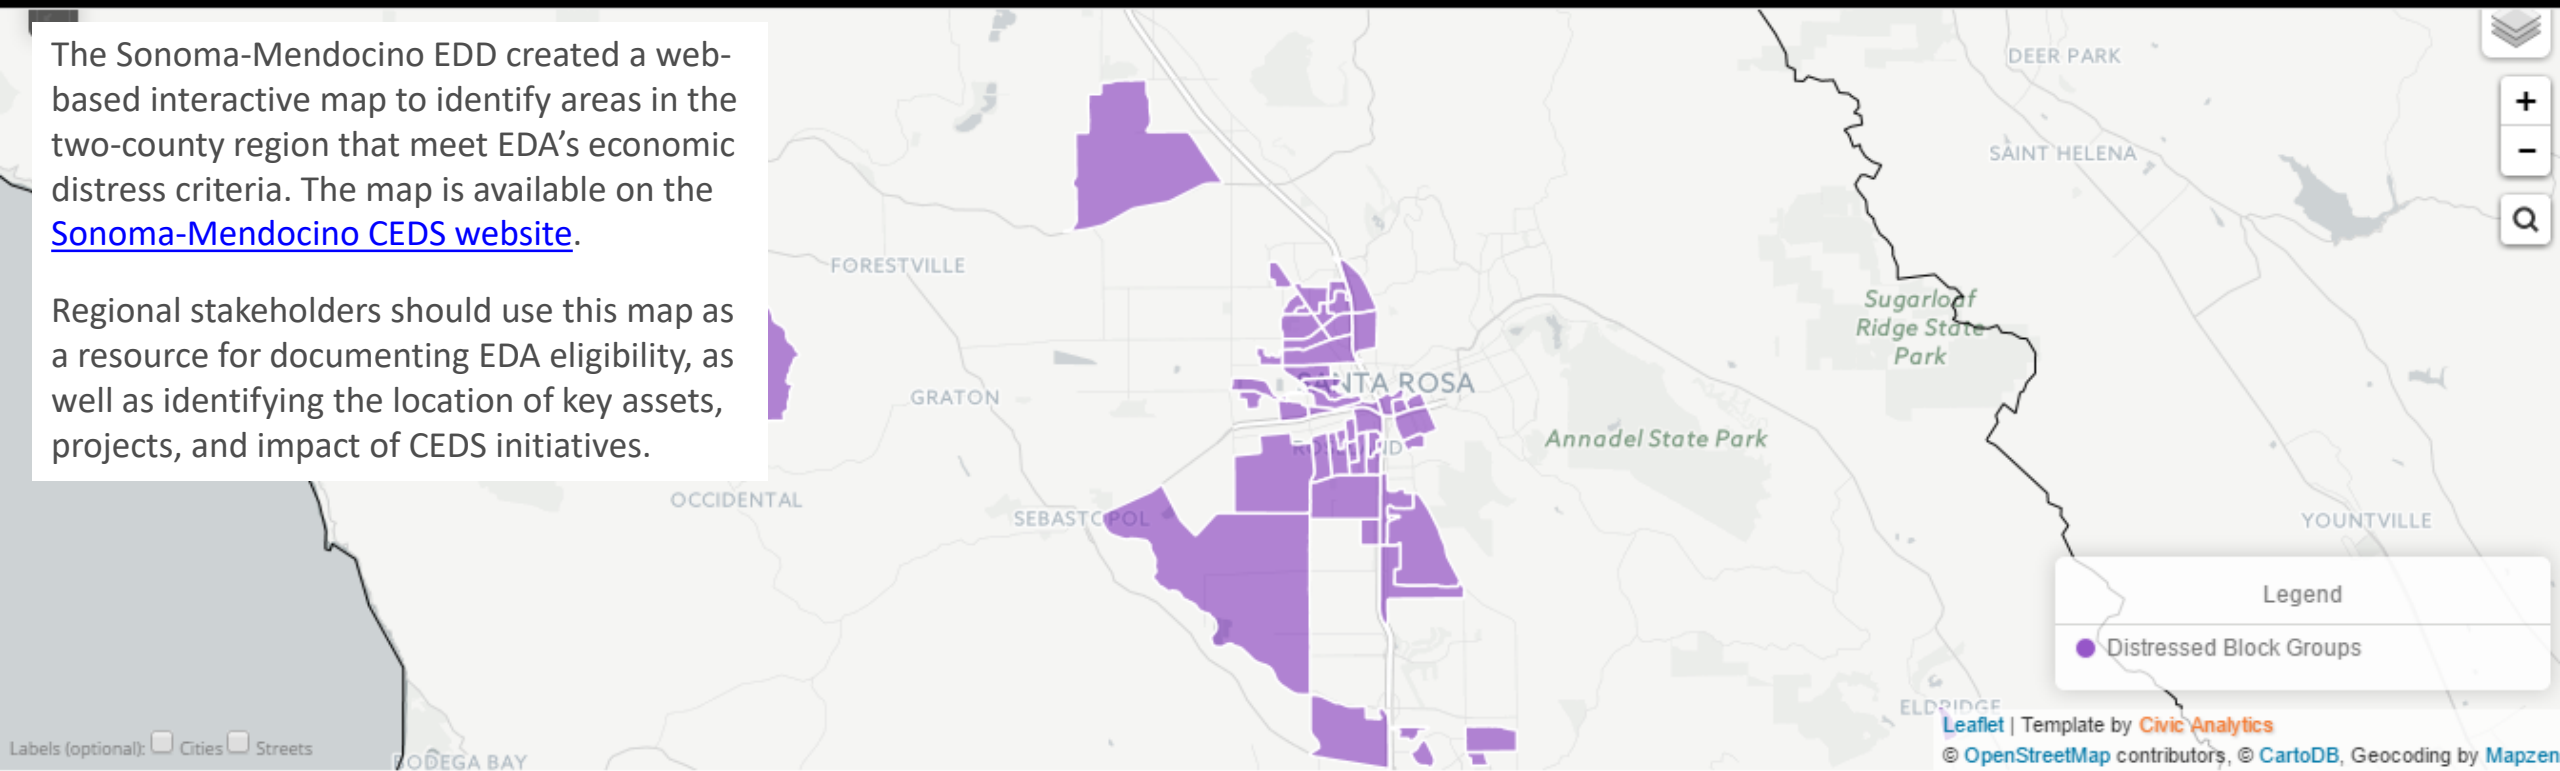 The Sonoma-Mendocino EDD created a web-
based interactive map to identify areas in the
two-county region that meet EDA’s economic
distress criteria. The map is available on the
Sonoma-Mendocino CEDS website.
Regional stakeholders should use this map as
a resource for documenting EDA eligibility, as
well as identifying the location of key assets,
projects, and impact of CEDS initiatives.
DEER PARK
+
SAINT HELENA
−
FORESTVILLE
Sugarloaf
Ridge State
Park
SANTA ROSA
GRATON
Annadel State Park
ROSELAND
OCCIDENTAL
SEBASTOPOL
YOUNTVILLE
Legend
Distressed Block Groups
ELDRIDGE
Leaflet | Template by Civic Analytics
Labels (optional): Cities Streets
© OpenStreetMap contributors, © CartoDB, Geocoding by Mapzen
BODEGA BAY